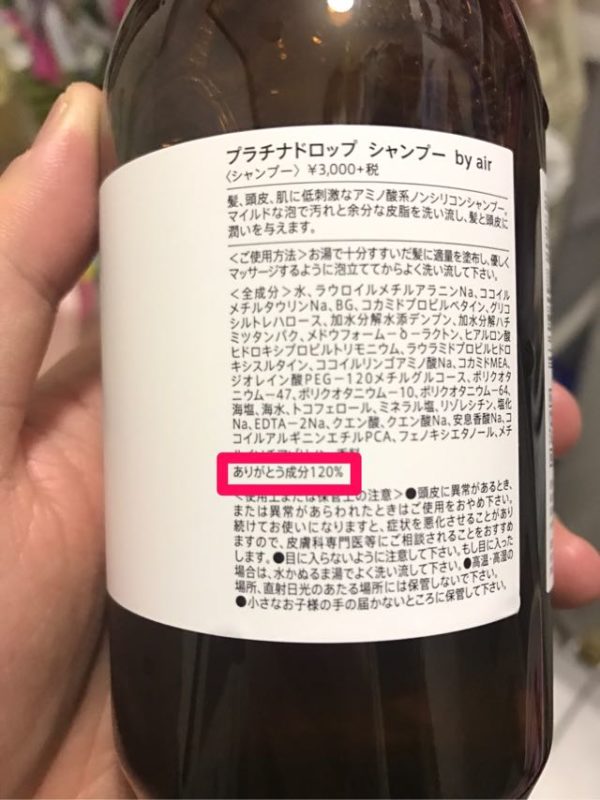 プラチナドロップ シャンプー by air
〈シャンプー〉¥3,000+税
髪、頭皮、肌に低刺激なアミノ酸系ノンシリコンシャンプー。
マイルドな泡で汚れと余分な皮脂を洗い流し、髪と頭皮に
潤いを与えます。
<ご使用方法>お湯で十分すすいだ髪に適量を塗布し、優しく
マッサージするように泡立ててからよく洗い流して下さい。
<全成分>水、ラウロイルメチルアラニンNa、ココイル
メチルタウリンNa、BG、コカミドプロピルベタイン、グリコ
シルトレハロース、加水分解水添デンプン、加水分解ハチ
ミツタンパク、メドウフォーム-δ-ラクトン、ヒアルロン酸
ヒドロキシプロピルトリモニウム、ラウラミドプロピルヒドロ
キシスルタイン、ココイルリンゴアミノ酸Na、コカミドMEA、
ジオレイン酸PEG-120メチルグルコース、ポリクオタ
ニウム-47、ポリクオタニウム-10、ポリクオタニウム-64、
海塩、海水、トコフェロール、ミネラル塩、リゾレシチン、塩化
Na、EDTA-2Na、クエン酸、クエン酸Na、安息香酸Na、コ
コイルアルギニンエチルPCA、フェノキシエタノール、メチ
ありがとう成分120%
<使用上または保管上の注意>●頭皮に異常があるとき、
または異常があらわれたときはご使用をおやめ下さい。
続けてお使いになりますと、症状を悪化させることがあり
ますので、皮膚科専門医等にご相談されることをおすすめ
します。●目に入らないように注意して下さい。もし目に入った
場合は、水かぬるま湯でよく洗い流して下さい。●高温・高湿の
場所、直射日光のあたる場所には保管しないで下さい。
●小さなお子様の手の届かないところに保管して下さい。